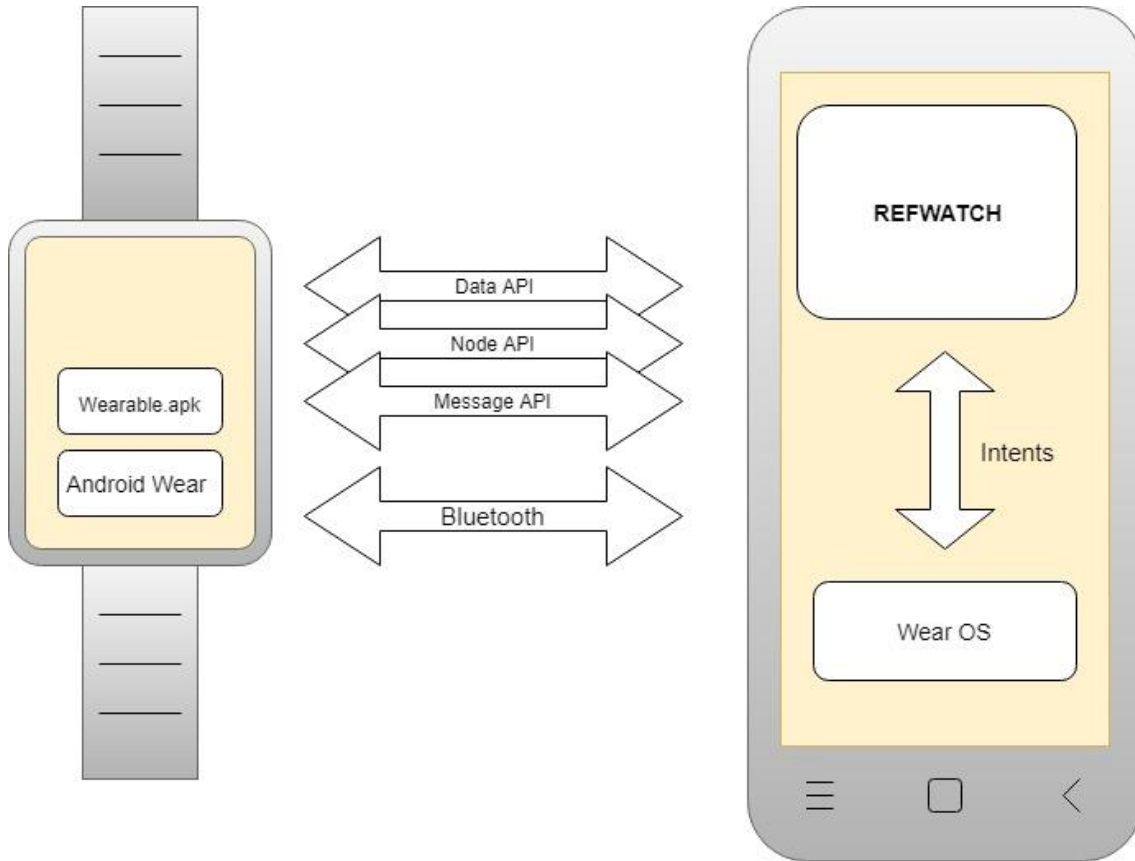 Wearable.apk
Android Wear
Data API
Node API
Message API
Bluetooth
REFWATCH
Intents
Wear OS